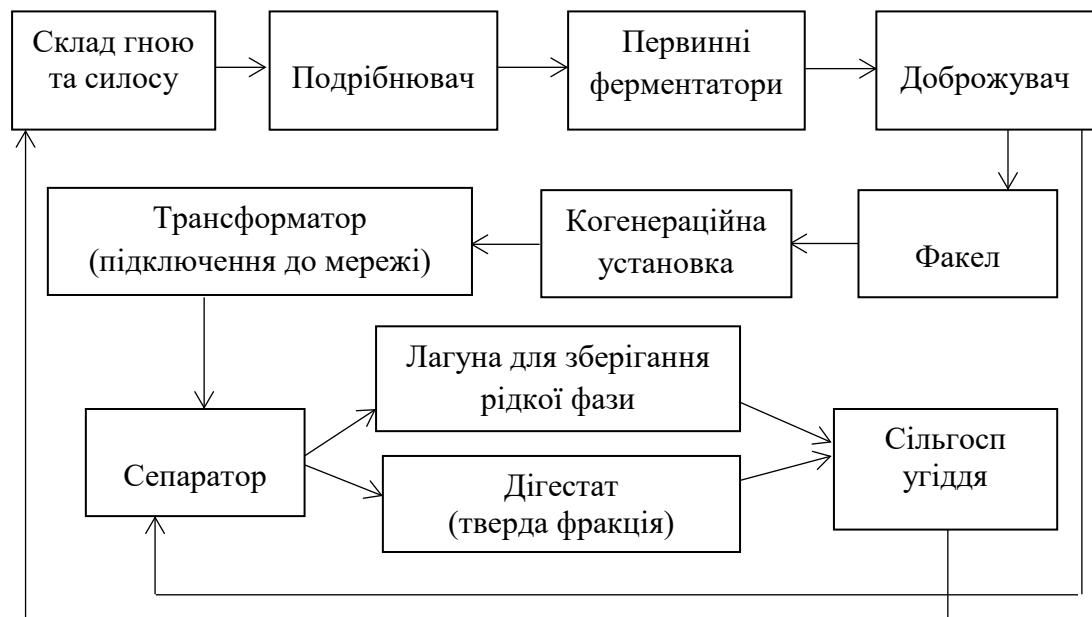 Склад гною
та силосу
Подрібнювач
Первинні
ферментатори
Доброжувач
Трансформатор
(підключення до мережі)
Когенераційна
установка
Факел
Лагуна для зберігання
рідкої фази
Сепаратор
Дігестат
(тверда фракція)
Сільгосп
угіддя